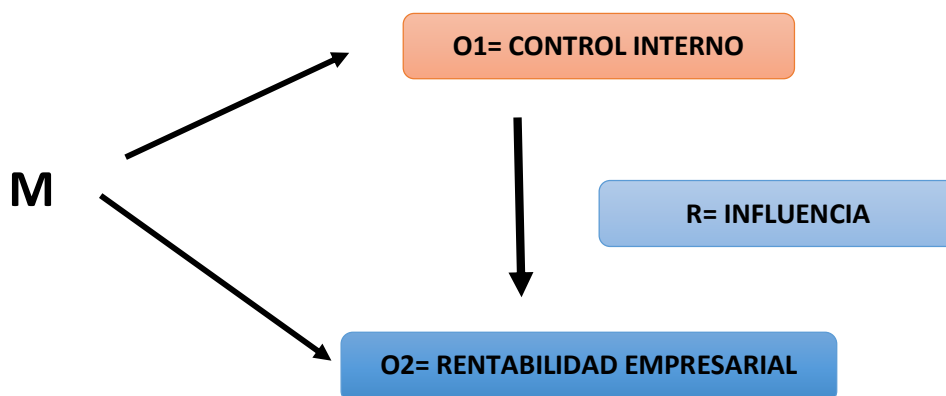 O1= CONTROL INTERNO
M
R= INFLUENCIA
O2= RENTABILIDAD EMPRESARIAL